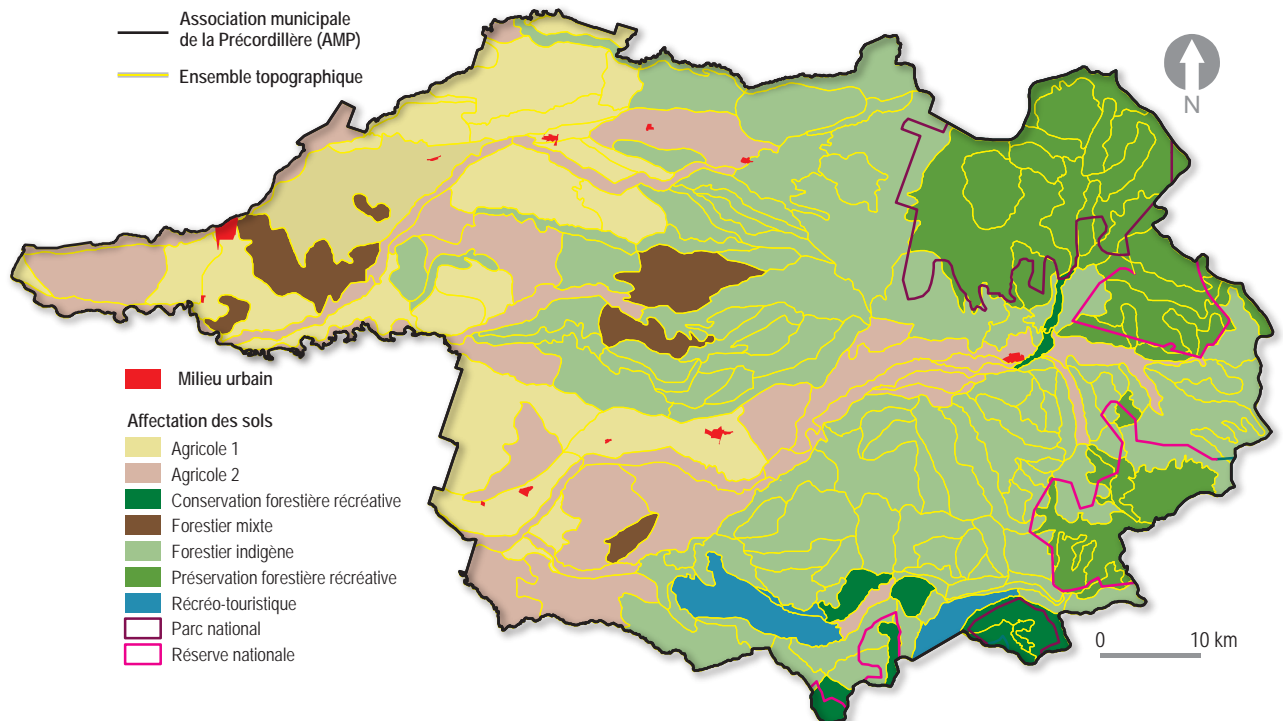 Association municipale
de la Précordillère (AMP)
Ensemble topographique
N
Milieu urbain
Affectation des sols
Agricole 1
Agricole 2
Conservation forestière récréative
Forestier mixte
Forestier indigène
Préservation forestière récréative
Récréo-touristique
Parc national
Réserve nationale
0 10 km